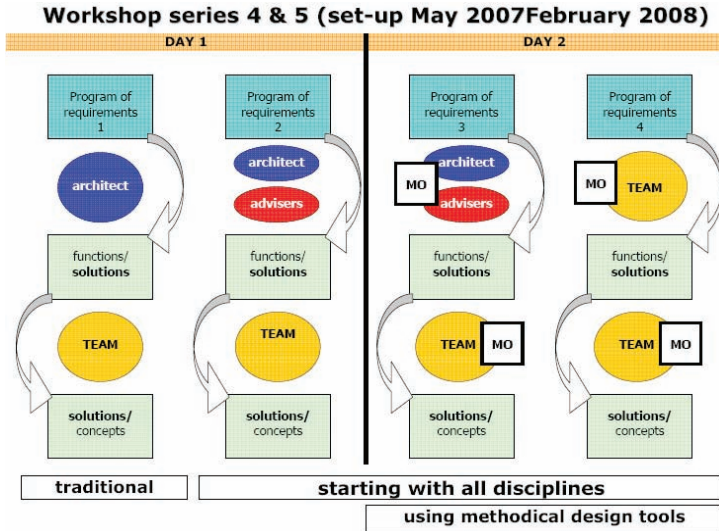 Workshop series 4 & 5 (set-up May 2007February 2008)
DAY 1
DAY 2
Program of
requirements
1
Program of
requirements
2
Program of
requirements
3
Program of
requirements
4
architect
architect
advisers
MO
architect
advisers
MO
TEAM
functions/
solutions
functions/
solutions
functions/
solutions
functions/
solutions
TEAM
TEAM
TEAM
MO
TEAM
MO
solutions/
concepts
solutions/
concepts
solutions/
concepts
solutions/
concepts
traditional
starting with all disciplines
using methodical design tools